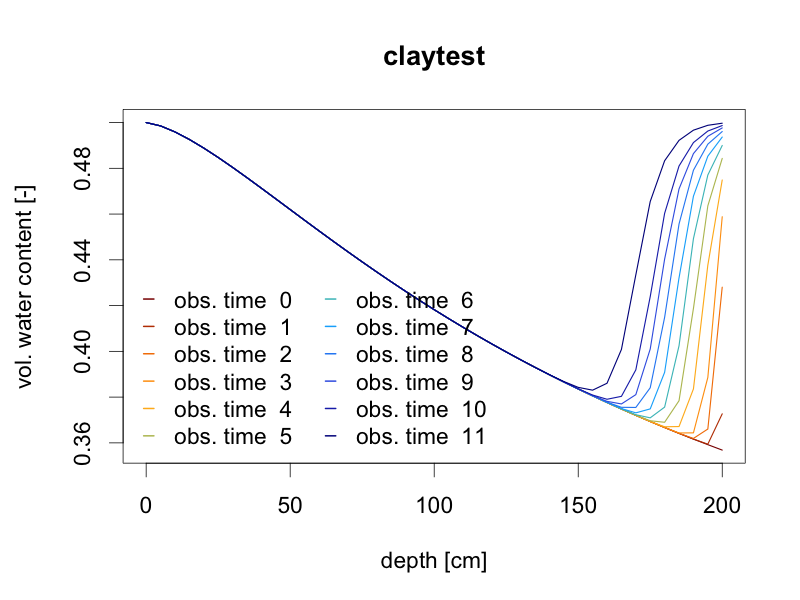 claytest
vol. water content [-]
0.48
0.44
0.40
0.36
obs. time 0 obs. time 6
obs. time 1 obs. time 7
obs. time 2 obs. time 8
obs. time 3 obs. time 9
obs. time 4 obs. time 10
obs. time 5 obs. time 11
0 50 100 150 200
depth [cm]